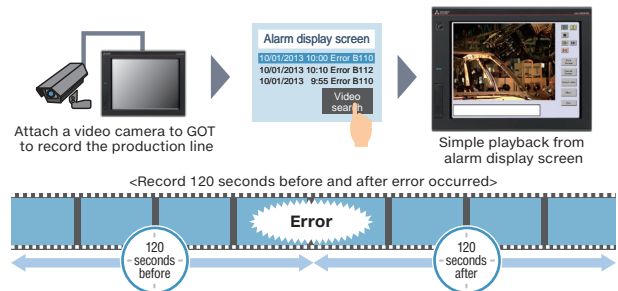 Alarm display screen
10/01/2013 10:00 Error B110
10/01/2013 10:10 Error B112
10/01/2013 9:55 Error B110
Video
search
Attach a video camera to GOT
to record the production line
Simple playback from
alarm display screen
<Record 120 seconds before and after error occurred>
Error
120
seconds
before
120
seconds
after